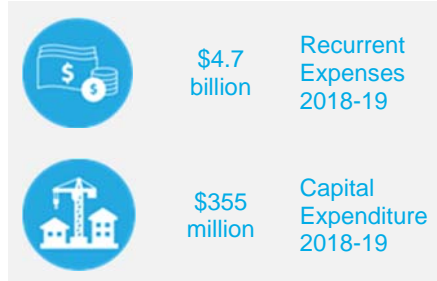 $
$
$4.7
billion
Recurrent
Expenses
2018-19
$355
million
Capital
Expenditure
2018-19